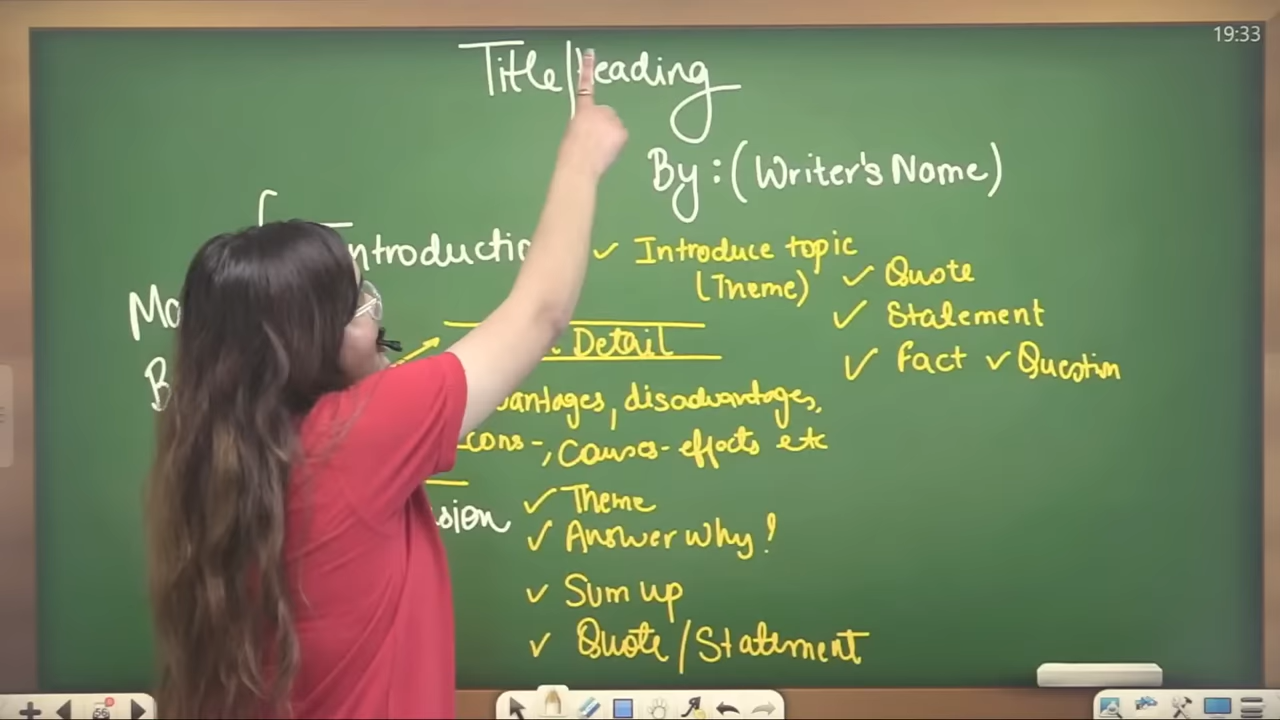 19:33
Title/Heading
By: (Writer's Name)
Introduction ✓ Introduce topic
(Theme) ✓ Quote
✓ Statement
Detail
✓ Fact ✓ Question
disadvantages,
cons-, Causes-effects etc
✓ Theme
✓ Answer why?
✓ Sum up
✓ Quote/Statement